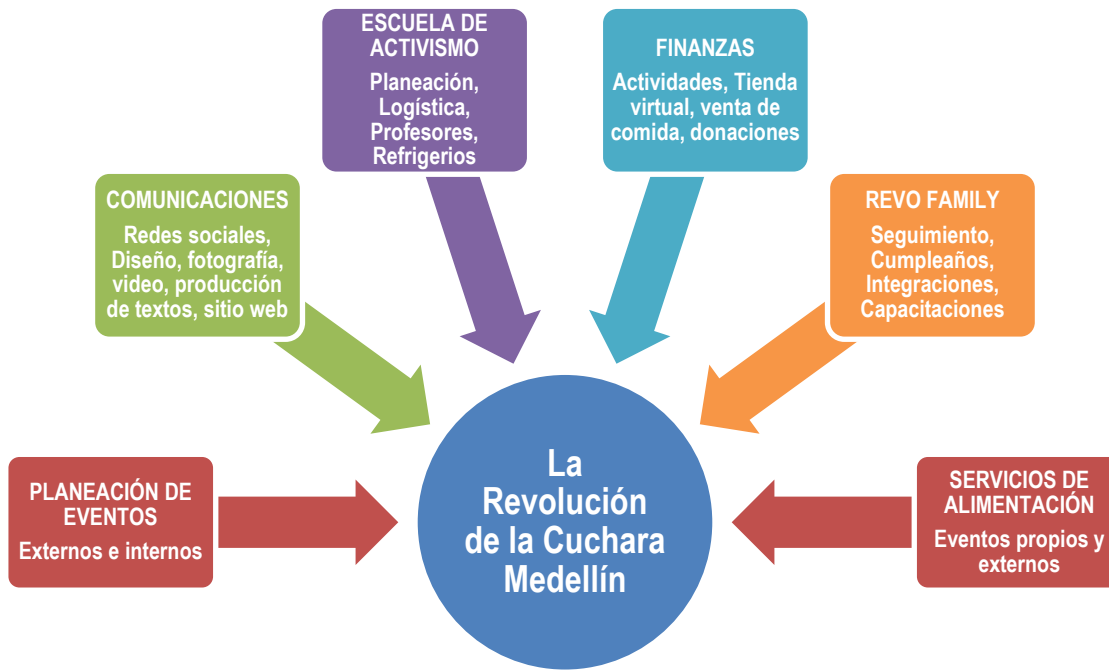 ESCUELA DE
ACTIVISMO
Planeación,
Logística,
Profesores,
Refrigerios
FINANZAS
Actividades, Tienda
virtual, venta de
comida, donaciones
COMUNICACIONES
Redes sociales,
Diseño, fotografía,
video, producción
de textos, sitio web
REVO FAMILY
Seguimiento,
Cumpleaños,
Integraciones,
Capacitaciones
PLANEACIÓN DE
EVENTOS
Externos e internos
La
Revolución
de la Cuchara
Medellín
SERVICIOS DE
ALIMENTACIÓN
Eventos propios y
externos